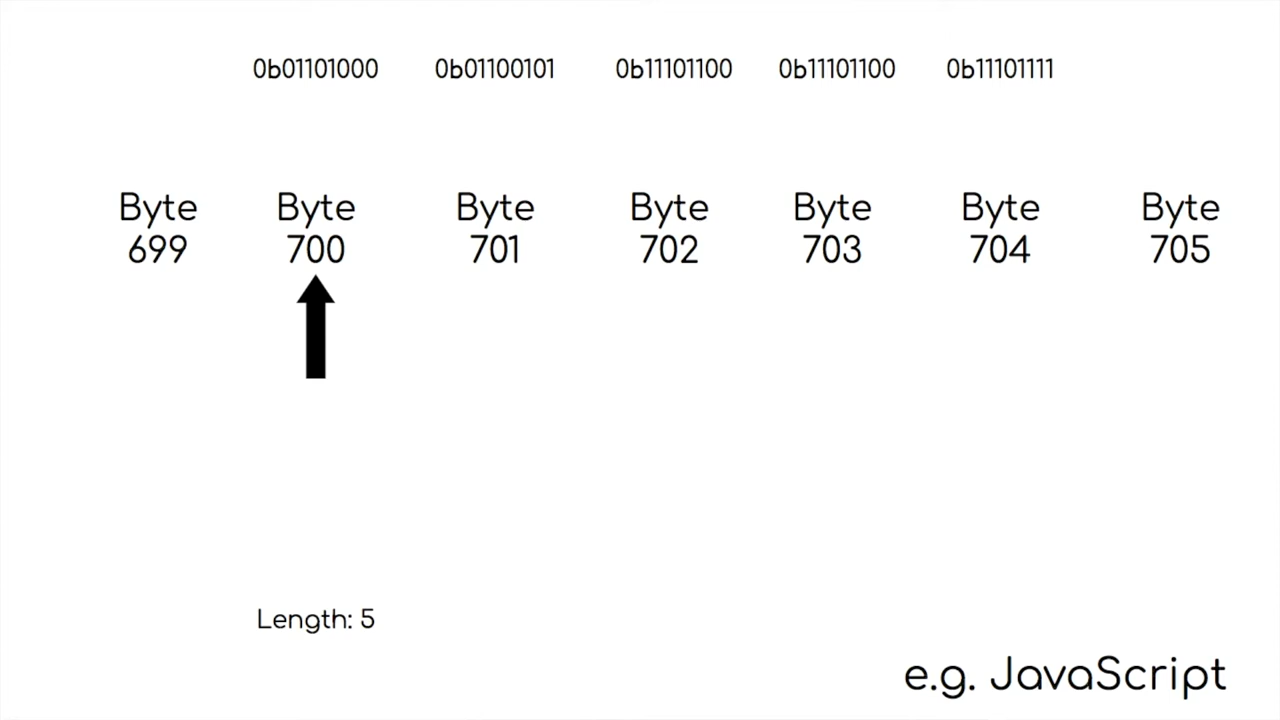 0b01101000 0b01100101 0b11101100 0b11101100 0b11101111
Byte Byte Byte Byte Byte Byte Byte
699 700 701 702 703 704 705
Length: 5
e.g. JavaScript